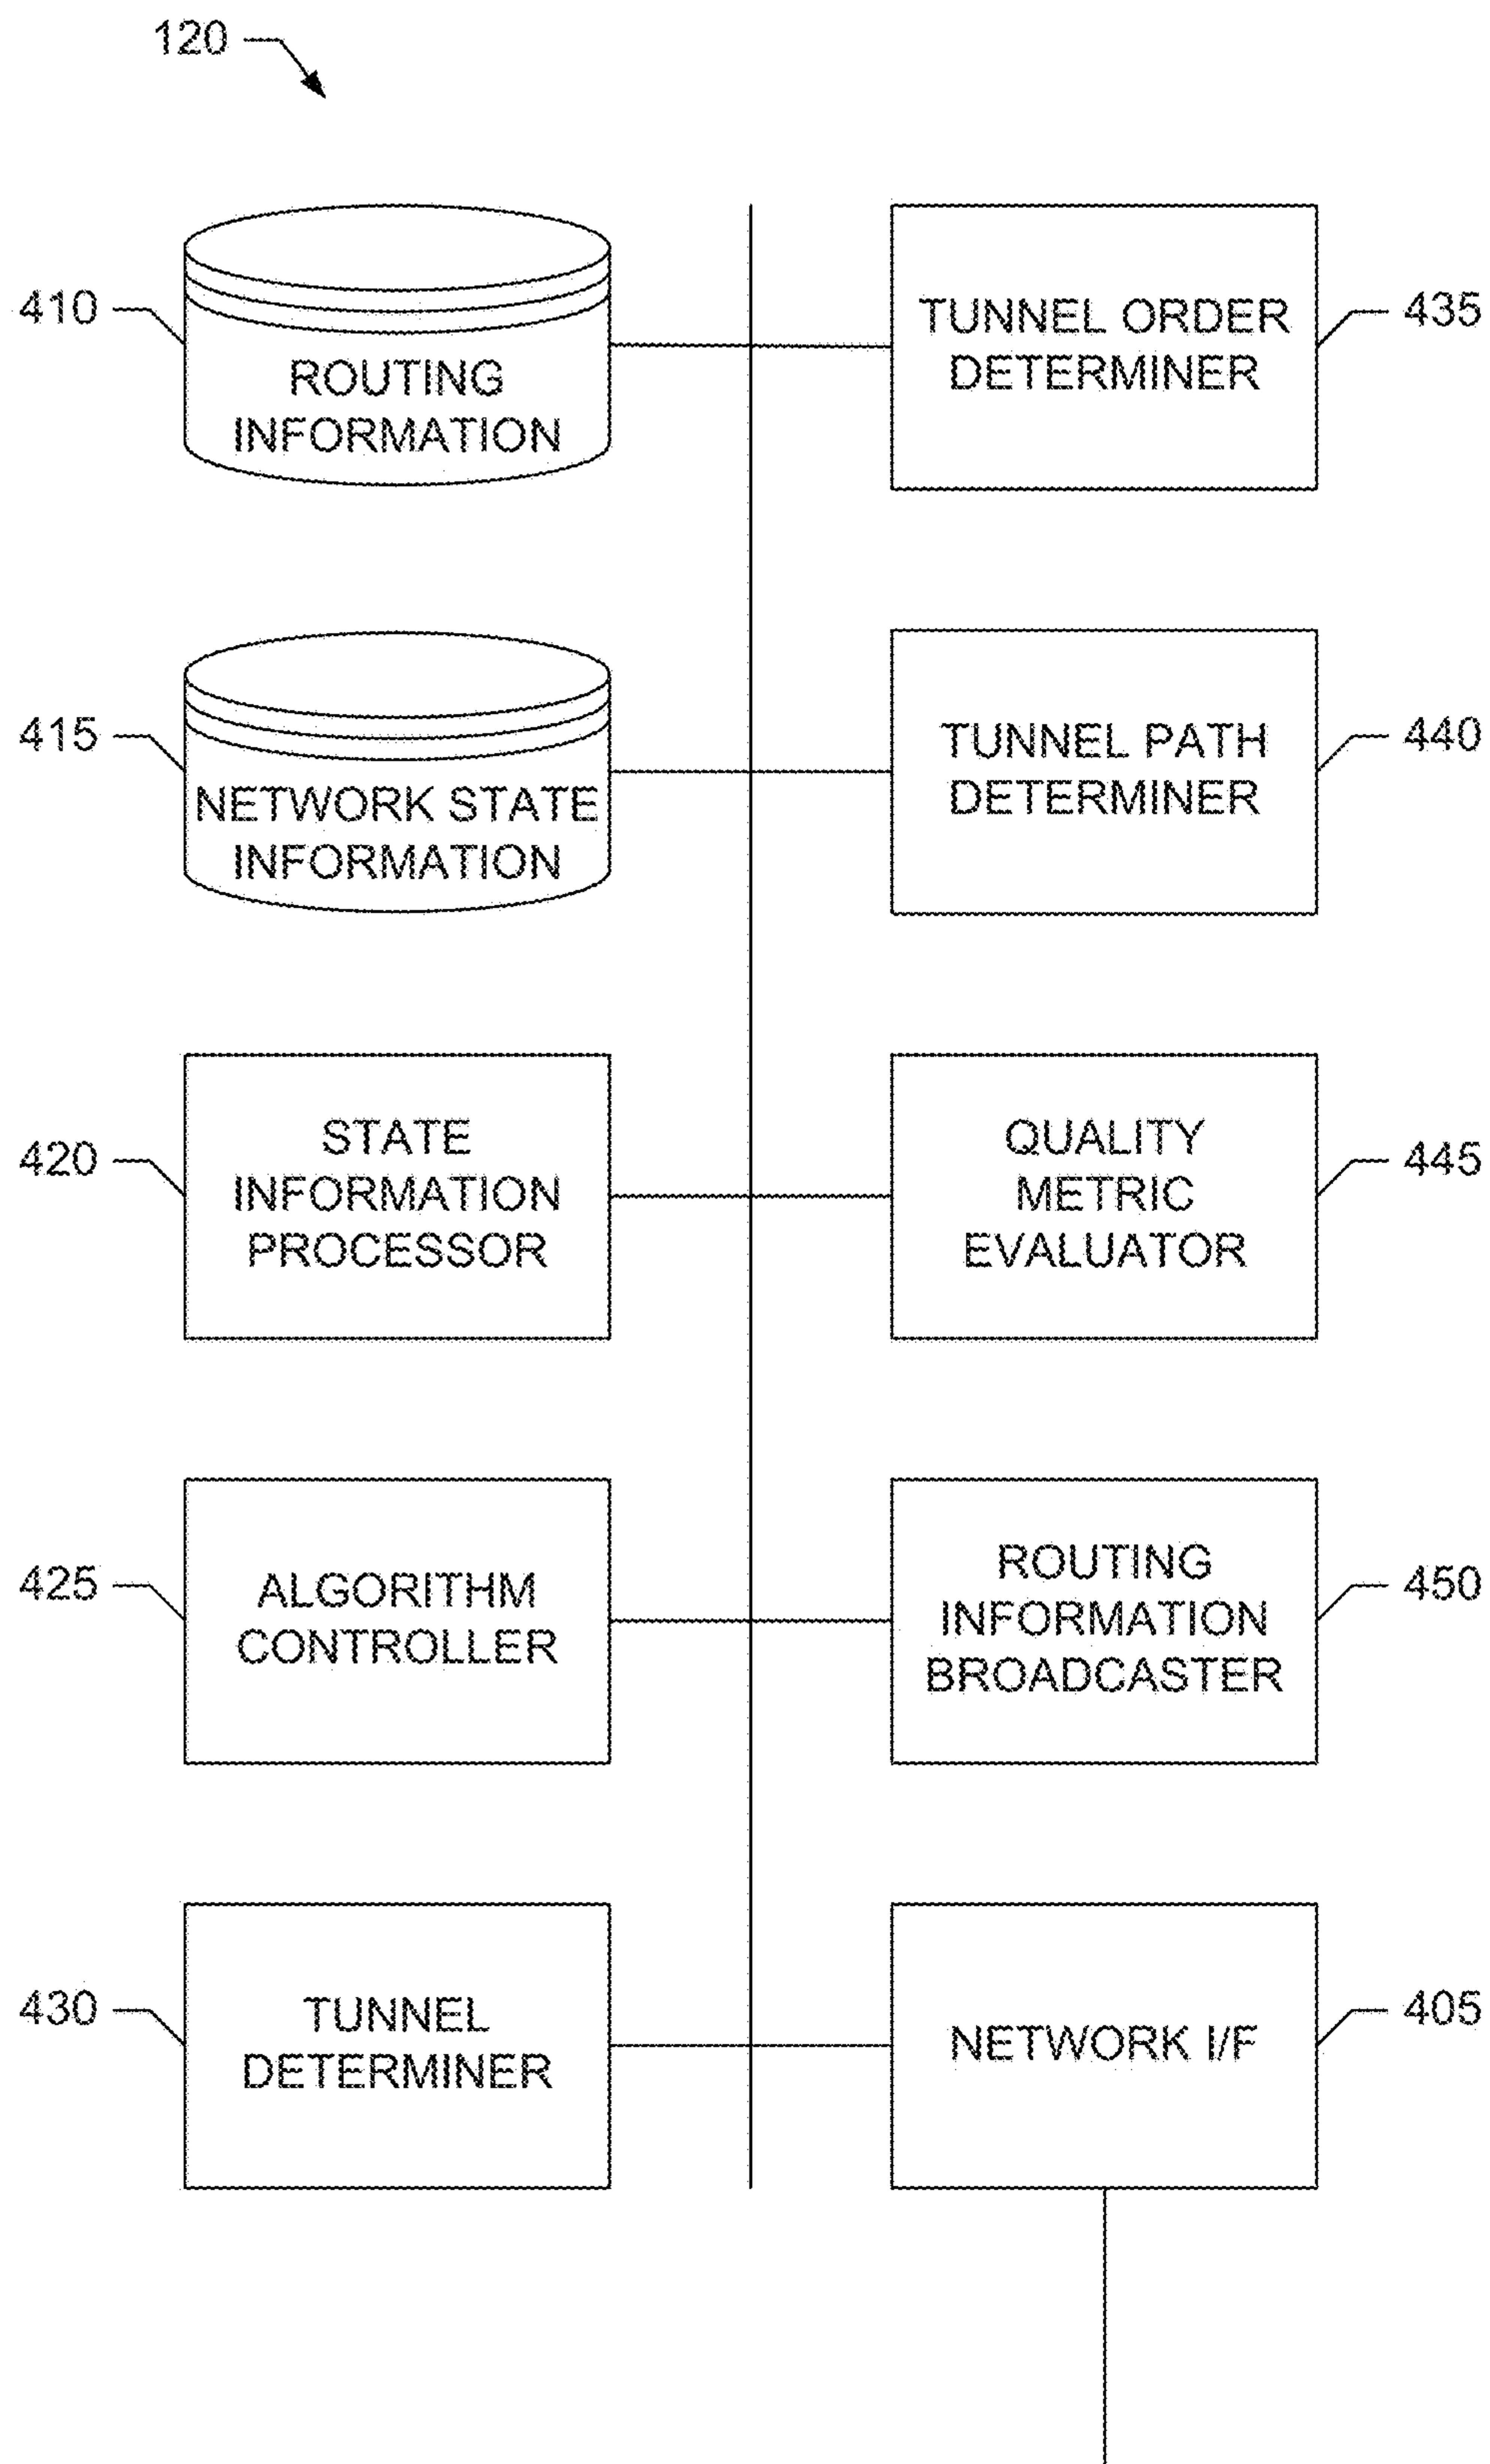 120
410
ROUTING
INFORMATION
TUNNEL ORDER
DETERMINER
435
415
NETWORK STATE
INFORMATION
TUNNEL PATH
DETERMINER
440
420
STATE
INFORMATION
PROCESSOR
QUALITY
METRIC
EVALUATOR
445
425
ALGORITHM
CONTROLLER
ROUTING
INFORMATION
BROADCASTER
450
430
TUNNEL
DETERMINER
NETWORK I/F
405